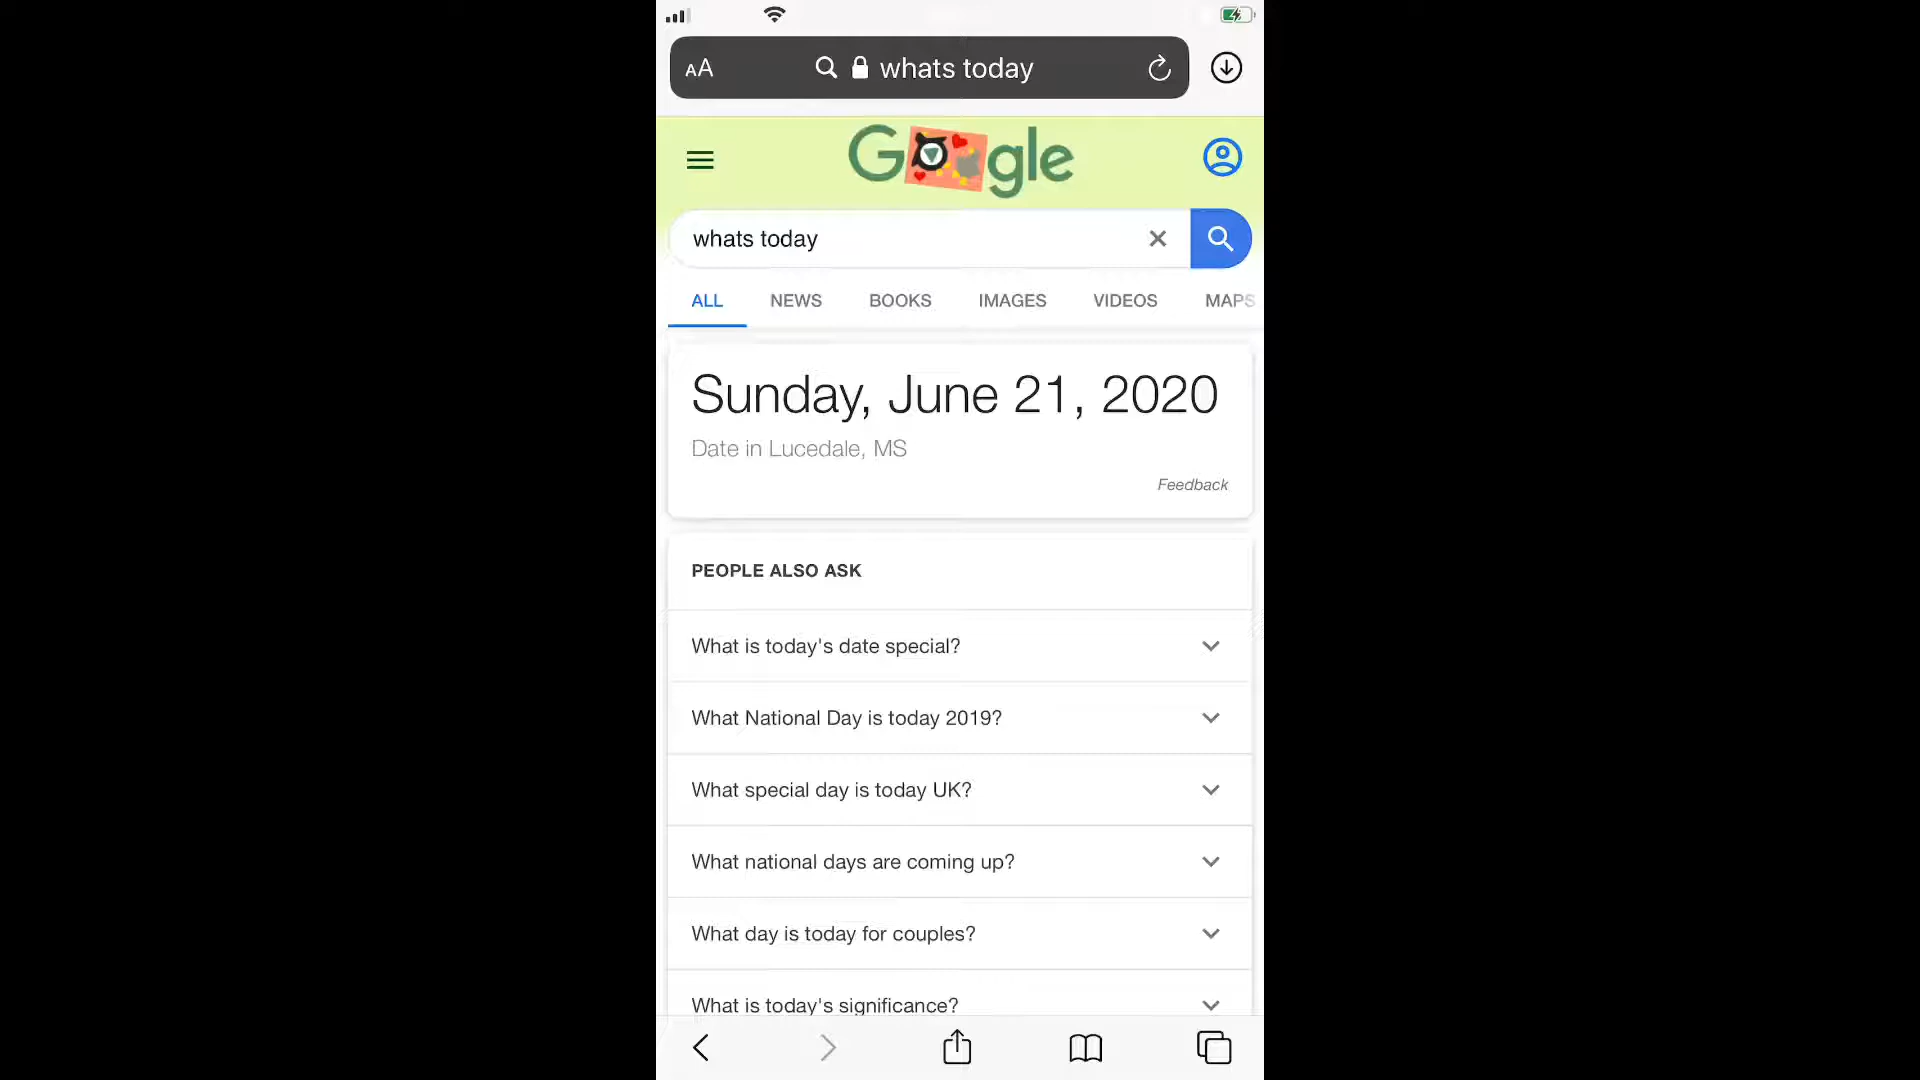 AA whats today
Google
whats today
ALL NEWS BOOKS IMAGES VIDEOS MAPS
Sunday, June 21, 2020
Date in Lucedale, MS
Feedback
PEOPLE ALSO ASK
What is today's date special?
What National Day is today 2019?
What special day is today UK?
What national days are coming up?
What day is today for couples?
What is today's significance?